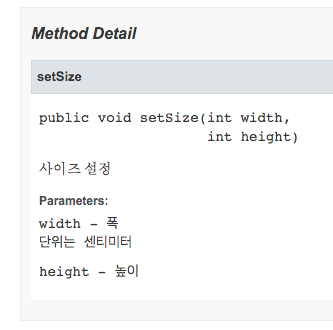 Method Detail
setSize
public void setSize(int width,
int height)
사이즈 설정
Parameters:
width - 폭
단위는 센티미터
height - 높이